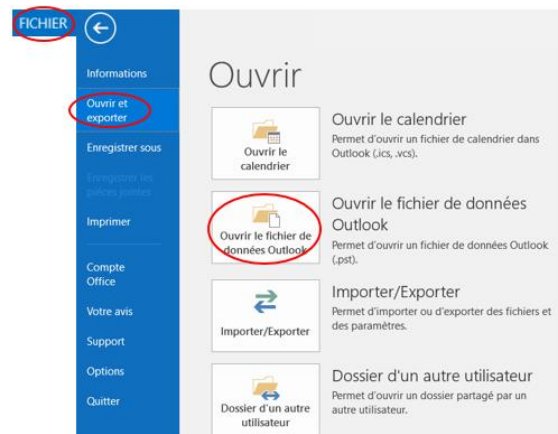 FICHIER
Informations
Ouvrir et
exporter
Enregistrer sous
Enregistrer les
pièces jointes
Imprimer
Compte
Office
Votre avis
Support
Options
Quitter
Ouvrir
Ouvrir le
calendrier
Ouvrir le calendrier
Permet d'ouvrir un fichier de calendrier dans
Outlook (.ics, .vcs).
Ouvrir le fichier de
données Outlook
Ouvrir le fichier de données
Outlook
Permet d'ouvrir un fichier de données Outlook
(.pst).
Importer/Exporter
Importer/Exporter
Permet d'importer ou d'exporter des fichiers et
des paramètres.
Dossier d'un autre
utilisateur
Dossier d'un autre utilisateur
Permet d'ouvrir un dossier partagé par un
autre utilisateur.